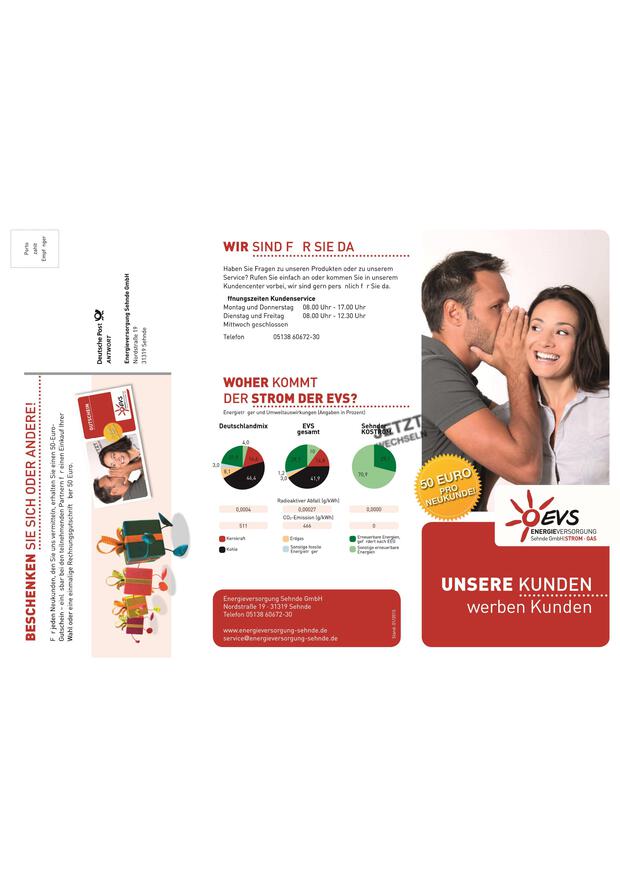 Porto
zahlt
Empf nger
Deutsche Post
ANTWORT
Energieversorgung Sehnde GmbH
Nordstraße 19
31319 Sehnde
BESCHENKEN SIE SICH ODER ANDERE!
F r jeden Neukunden, den Sie uns vermitteln, erhalten Sie einen 50-Euro-
Gutschein – einl sbar bei den teilnehmenden Partnern f r einen Einkauf Ihrer
Wahl oder eine einmalige Rechnungsgutschrift ber 50 Euro.
GUTSCHEIN
EVS
WIR SIND F R SIE DA
Haben Sie Fragen zu unseren Produkten oder zu unserem
Service? Rufen Sie einfach an oder kommen Sie in unserem
Kundencenter vorbei, wir sind gern pers nlich f r Sie da.
ffnungszeiten Kundenservice
Montag und Donnerstag 08.00 Uhr - 17.00 Uhr
Dienstag und Freitag 08.00 Uhr - 12.30 Uhr
Mittwoch geschlossen
Telefon 05138 60672-30
WOHER KOMMT
DER STROM DER EVS?
Energietr ger und Umweltauswirkungen (Angaben in Prozent)
Deutschlandmix
EVS
gesamt
Sehnder
KOSTROM
4,0
3,0
8,1
44,4
10
1,2
3,0
41,9
29,1
70,9
Radioaktiver Abfall (g/kWh)
0,0004 0,00027 0,0000
CO₂-Emission (g/kWh)
511 466 0
Kernkraft
Kohle
Erdgas
Sonstige fossile
Energietr ger
Erneuerbare Energien,
gef rdert nach EEG
Sonstige erneuerbare
Energien
Energieversorgung Sehnde GmbH
Nordstraße 19 · 31319 Sehnde
Telefon 05138 60672-30
www.energieversorgung-sehnde.de
service@energieversorgung-sehnde.de
JETZT
WECHSELN
50 EURO
PRO
NEUKUNDE!
EVS
ENERGIEVERSORGUNG
Sehnde GmbH STROM · GAS
UNSERE KUNDEN
werben Kunden